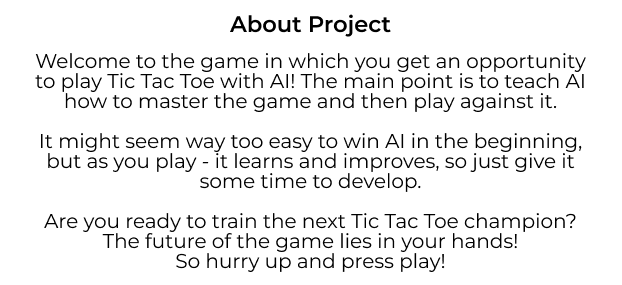 About Project
Welcome to the game in which you get an opportunity
to play Tic Tac Toe with AI! The main point is to teach AI
how to master the game and then play against it.
It might seem way too easy to win AI in the beginning,
but as you play - it learns and improves, so just give it
some time to develop.
Are you ready to train the next Tic Tac Toe champion?
The future of the game lies in your hands!
So hurry up and press play!